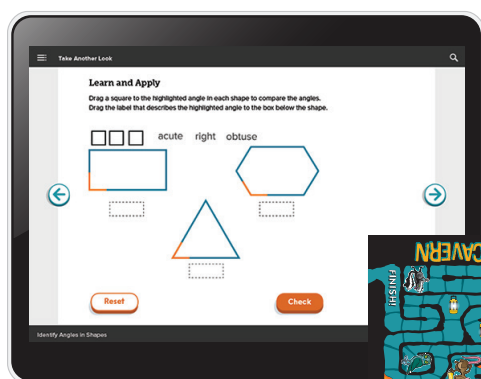 Take Another Look
Learn and Apply
Drag a square to the highlighted angle in each shape to compare the angles.
Drag the label that describes the highlighted angle to the box below the shape.
acute right obtuse
Reset
Check
Identify Angles in Shapes
CAVERN
FINISH!